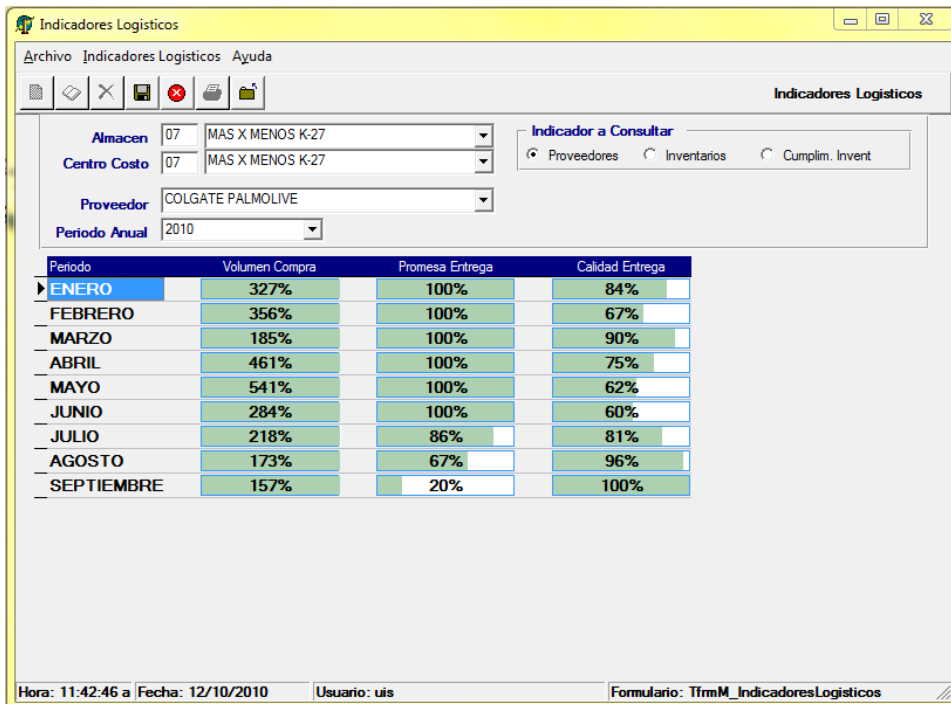 Indicadores Logisticos
Archivo Indicadores Logisticos Ayuda
Indicadores Logisticos
Almacen 07 MAS X MENOS K-27
Centro Costo 07 MAS X MENOS K-27
Proveedor COLGATE PALMOLIVE
Periodo Anual 2010
Indicador a Consultar
Proveedores Inventarios Cumplim. Invent
Periodo Volumen Compra Promesa Entrega Calidad Entrega
ENERO 327% 100% 84%
FEBRERO 356% 100% 67%
MARZO 185% 100% 90%
ABRIL 461% 100% 75%
MAYO 541% 100% 62%
JUNIO 284% 100% 60%
JULIO 218% 86% 81%
AGOSTO 173% 67% 96%
SEPTIEMBRE 157% 20% 100%
Hora: 11:42:46 a Fecha: 12/10/2010 Usuario: uis Formulario: TfrmM_IndicadoresLogisticos